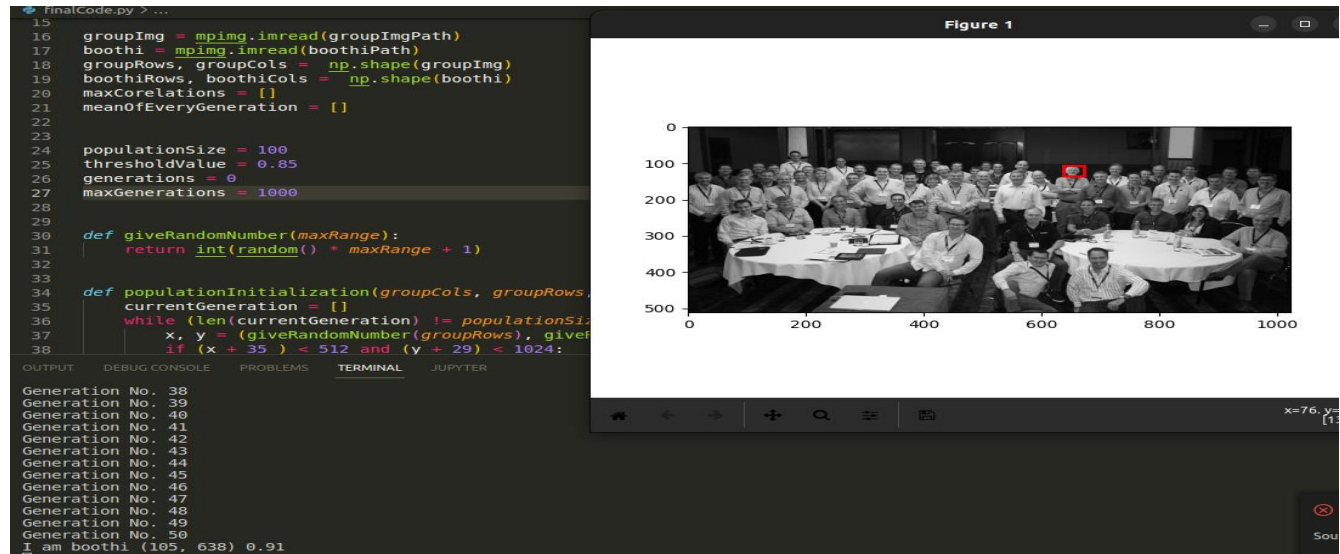 finalCode.py > ...
15
16 groupImg = mpimg.imread(groupImgPath)
17 boothi = mpimg.imread(boothiPath)
18 groupRows, groupCols =  np.shape(groupImg)
19 boothiRows, boothiCols =  np.shape(boothi)
20 maxCorelations = []
21 meanOfEveryGeneration = []
22
23
24 populationSize = 100
25 thresholdValue = 0.85
26 generations = 0
27 maxGenerations = 1000
28
29
30 def giveRandomNumber(maxRange):
31     return int(random() * maxRange + 1)
32
33
34 def populationInitialization(groupCols, groupRows,
35     currentGeneration = []
36     while (len(currentGeneration) != populationSiz
37         x, y = (giveRandomNumber(groupRows), giveR
38         if (x + 35 ) < 512 and (y + 29) < 1024:
OUTPUT DEBUG CONSOLE PROBLEMS TERMINAL JUPYTER
Generation No. 38
Generation No. 39
Generation No. 40
Generation No. 41
Generation No. 42
Generation No. 43
Generation No. 44
Generation No. 45
Generation No. 46
Generation No. 47
Generation No. 48
Generation No. 49
Generation No. 50
I am boothi (105, 638) 0.91
Figure 1
0
100
200
300
400
500
0 200 400 600 800 1000
x=76. y=
[13
Sou